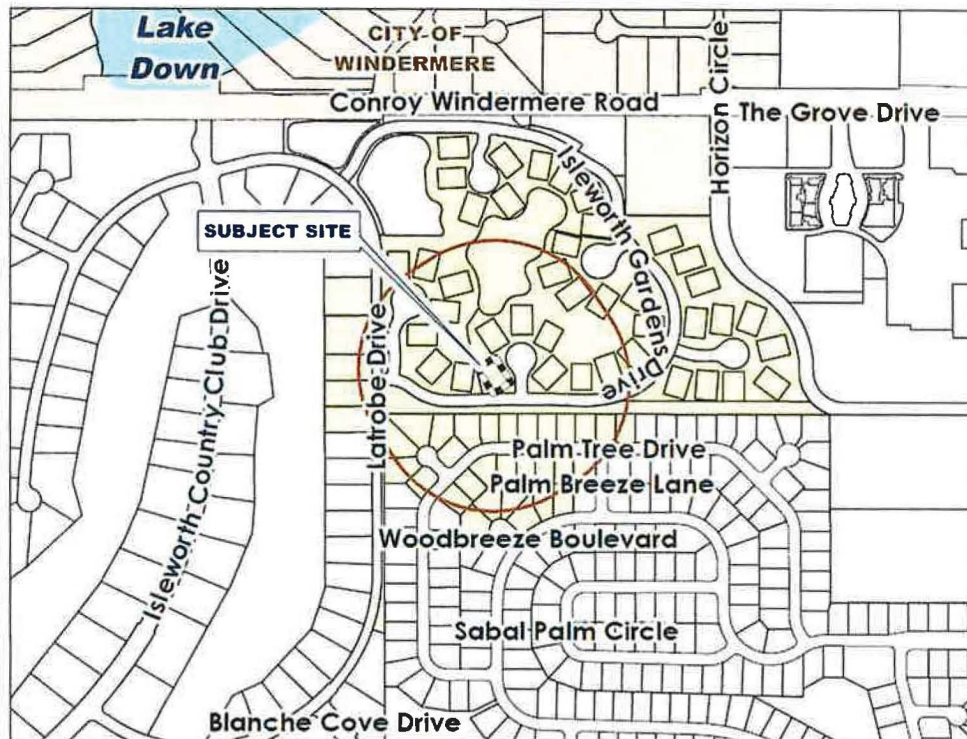 Lake
Down
CITY OF
WINDERMERE
Conroy Windermere Road
Horizon Circle
The Grove Drive
Isleworth Gardens Drive
SUBJECT SITE
Isleworth Country Club Drive
Latrobe Drive
Palm Tree Drive
Palm Breeze Lane
Woodbreeze Boulevard
Sabal Palm Circle
Blanche Cove Drive